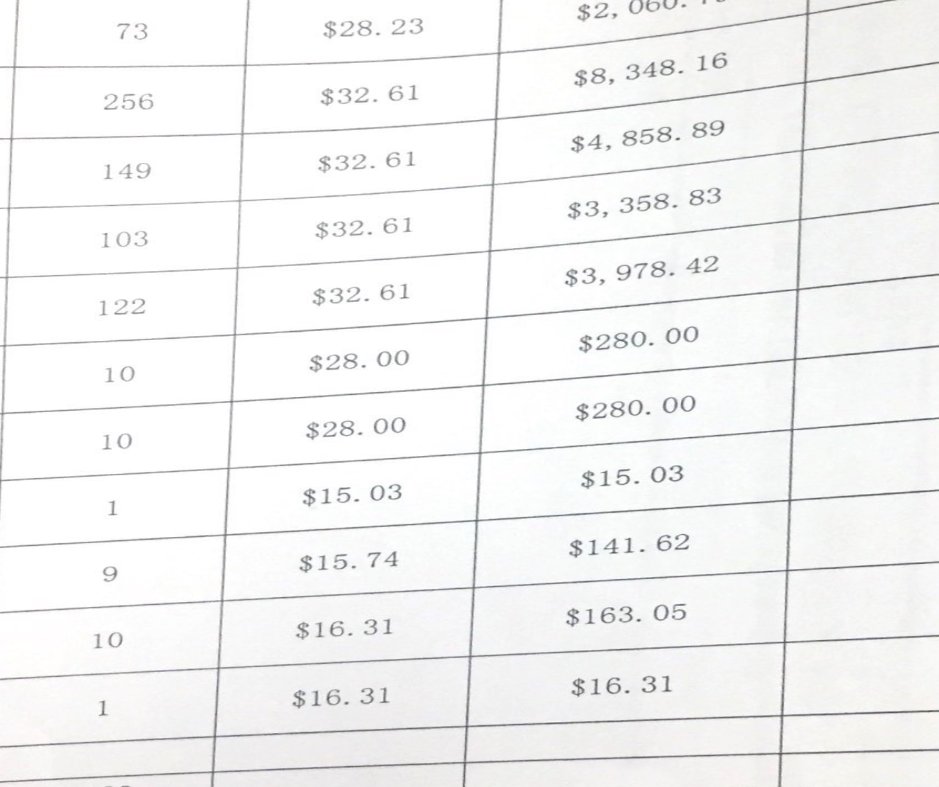 73 $28.23 $2,060.
256 $32.61 $8,348.16
149 $32.61 $4,858.89
103 $32.61 $3,358.83
122 $32.61 $3,978.42
10 $28.00 $280.00
10 $28.00 $280.00
1 $15.03 $15.03
9 $15.74 $141.62
10 $16.31 $163.05
1 $16.31 $16.31